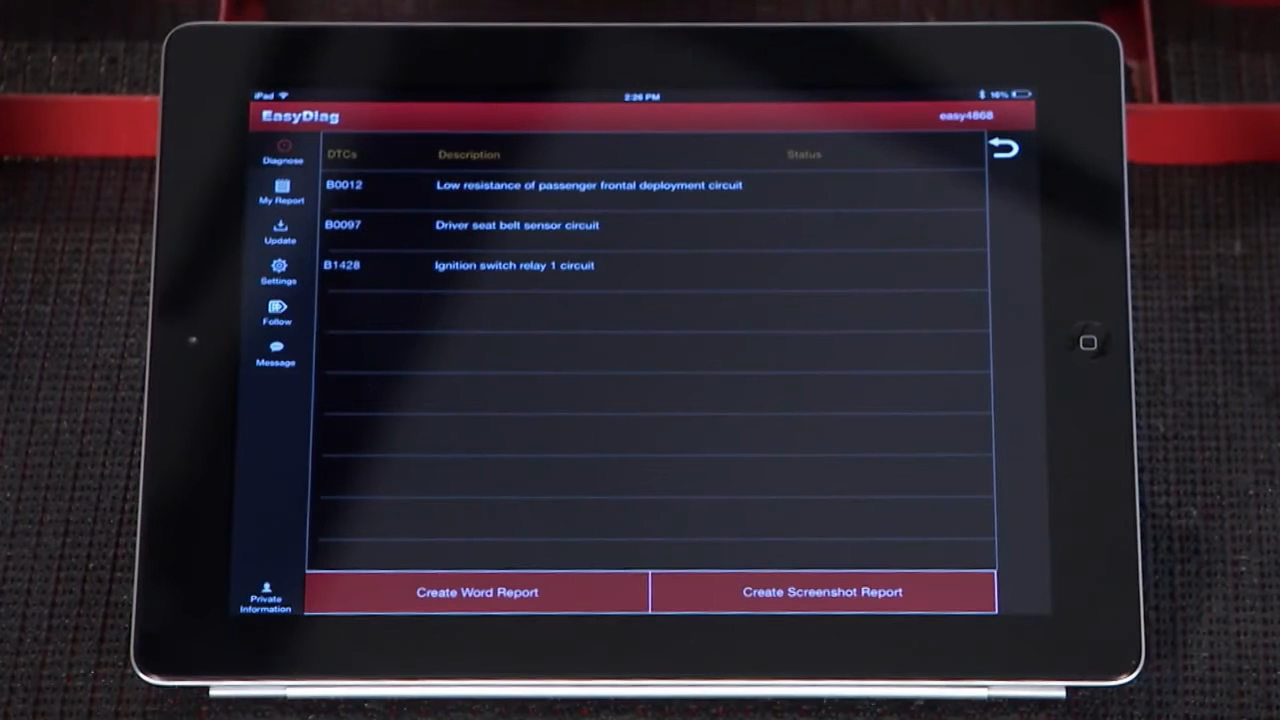 iPad 2:26 PM 16%
EasyDiag easy4868
DTCs Description Status
Diagnose
B0012 Low resistance of passenger frontal deployment circuit
My Report
B0097 Driver seat belt sensor circuit
Update
B1428 Ignition switch relay 1 circuit
Settings
Follow
Message
Private
Information
Create Word Report Create Screenshot Report